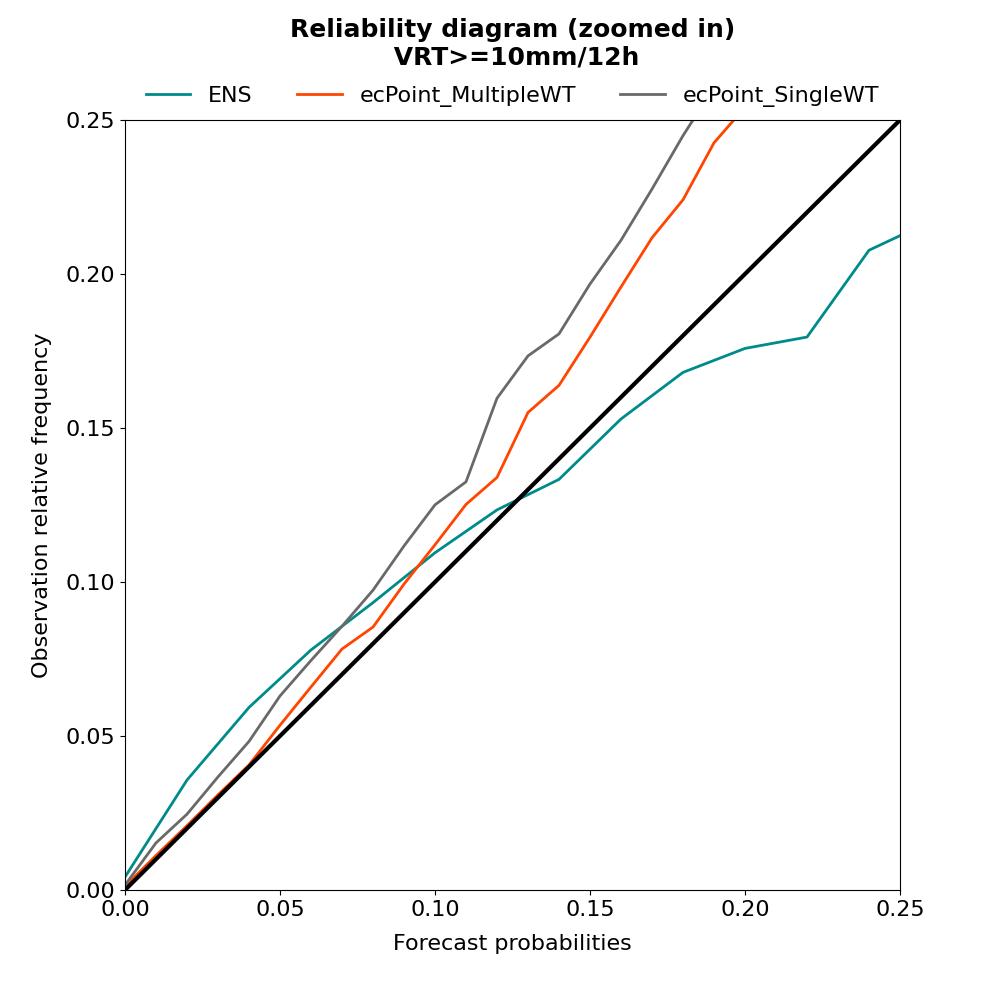 Reliability diagram (zoomed in)
VRT>=10mm/12h
ENS ecPoint_MultipleWT ecPoint_SingleWT
0.25
0.20
0.15
0.10
0.05
0.00
Observation relative frequency
0.00 0.05 0.10 0.15 0.20 0.25
Forecast probabilities